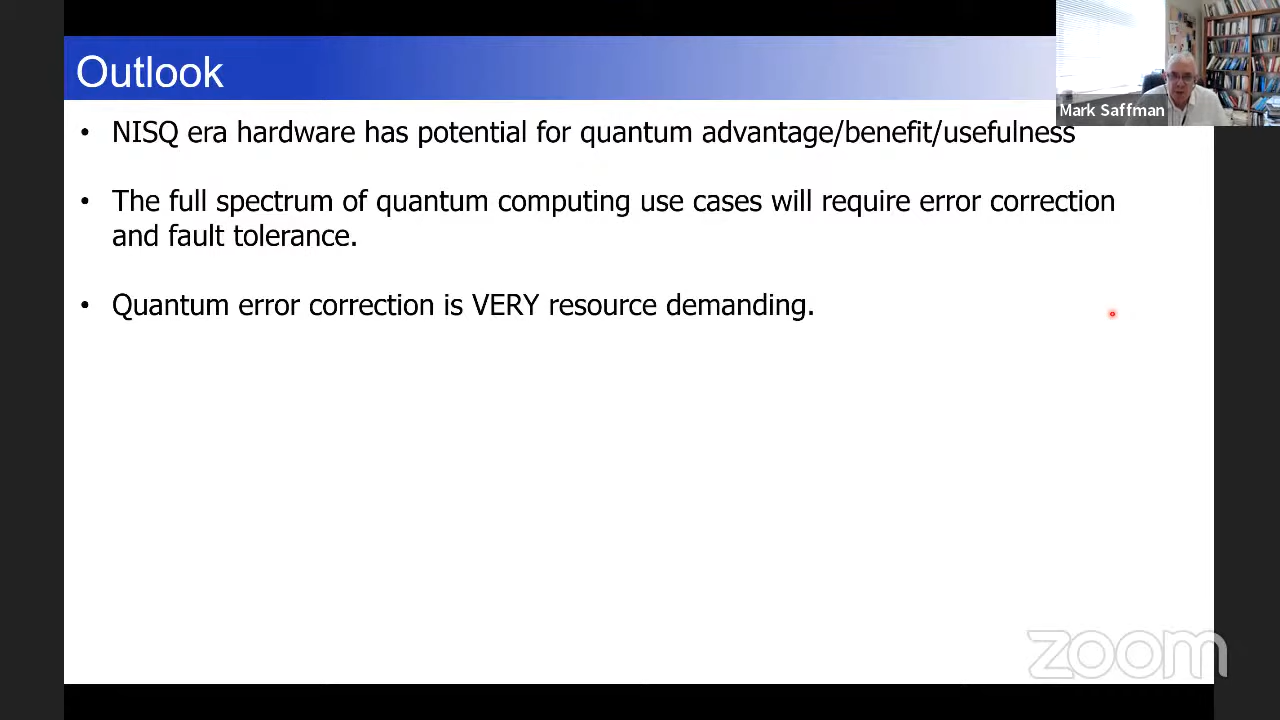 Outlook
Mark Saffman
• NISQ era hardware has potential for quantum advantage/benefit/usefulness
• The full spectrum of quantum computing use cases will require error correction
and fault tolerance.
• Quantum error correction is VERY resource demanding.
zoom